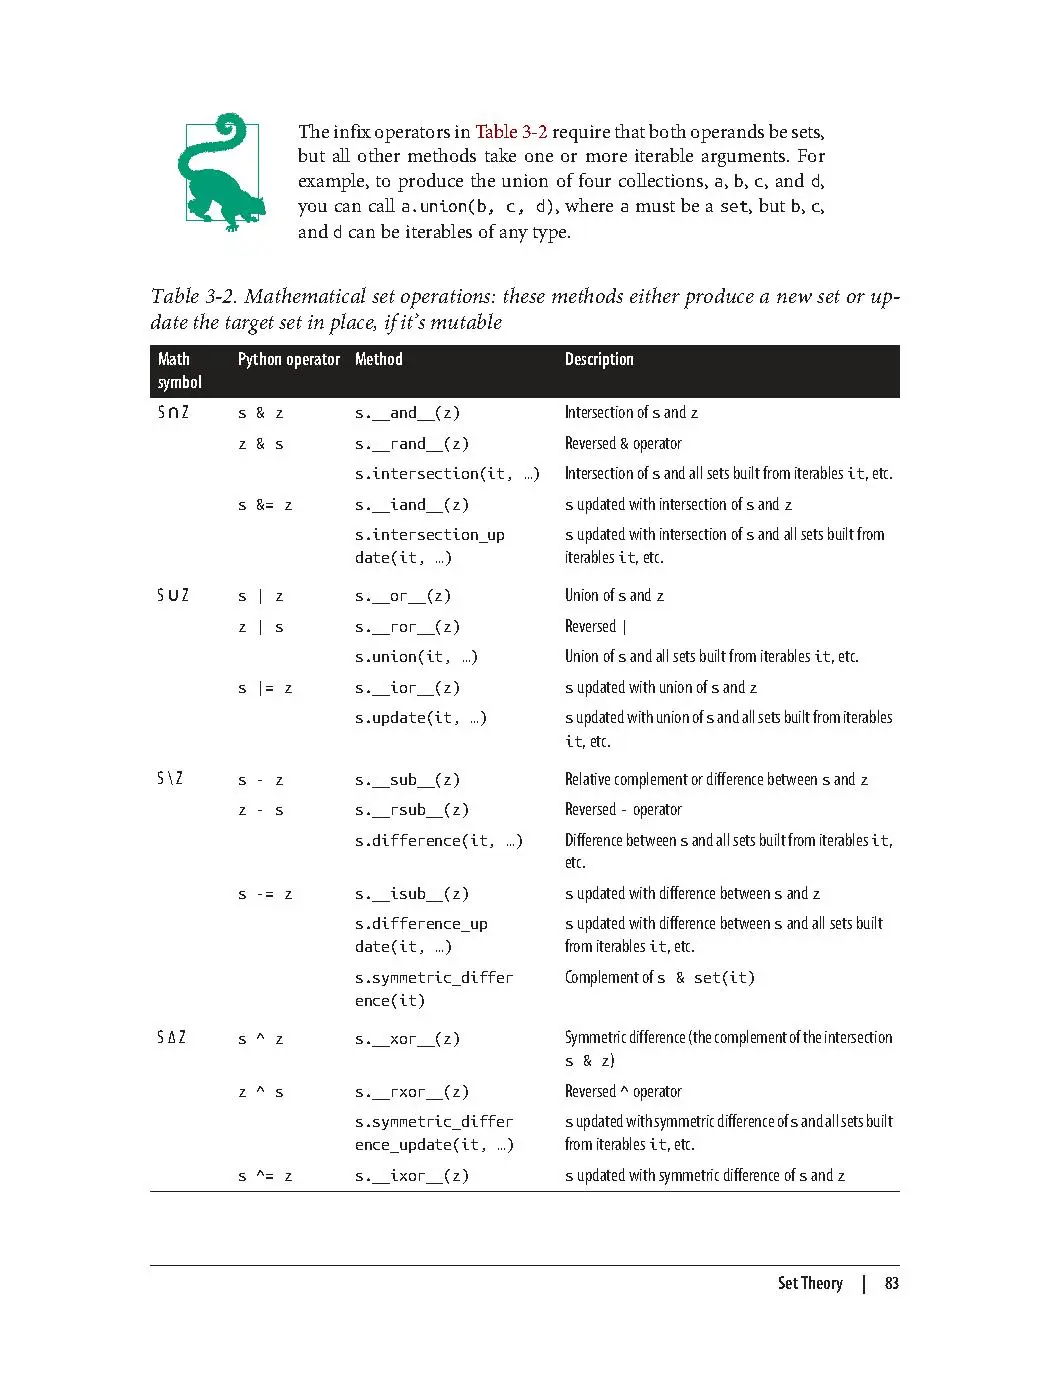 The infix operators in Table 3-2 require that both operands be sets,
but all other methods take one or more iterable arguments. For
example, to produce the union of four collections, a, b, c, and d,
you can call a.union(b, c, d), where a must be a set, but b, c,
and d can be iterables of any type.
Table 3-2. Mathematical set operations: these methods either produce a new set or up-
date the target set in place, if it’s mutable
Math Python operator Method Description
symbol
S ∩ Z s & z s.__and__(z) Intersection of s and z
z & s s.__rand__(z) Reversed & operator
s.intersection(it, …) Intersection of s and all sets built from iterables it, etc.
s &= z s.__iand__(z) s updated with intersection of s and z
s.intersection_up s updated with intersection of s and all sets built from
date(it, …) iterables it, etc.
S ∪ Z s | z s.__or__(z) Union of s and z
z | s s.__ror__(z) Reversed |
s.union(it, …) Union of s and all sets built from iterables it, etc.
s |= z s.__ior__(z) s updated with union of s and z
s.update(it, …) s updated with union of s and all sets built from iterables
it, etc.
S \ Z s - z s.__sub__(z) Relative complement or difference between s and z
z - s s.__rsub__(z) Reversed - operator
s.difference(it, …) Difference between s and all sets built from iterables it,
etc.
s -= z s.__isub__(z) s updated with difference between s and z
s.difference_up s updated with difference between s and all sets built
date(it, …) from iterables it, etc.
s.symmetric_differ Complement of s & set(it)
ence(it)
S ∆ Z s ^ z s.__xor__(z) Symmetric difference (the complement of the intersection
s & z)
z ^ s s.__rxor__(z) Reversed ^ operator
s.symmetric_differ s updated with symmetric difference of s and all sets built
ence_update(it, …) from iterables it, etc.
s ^= z s.__ixor__(z) s updated with symmetric difference of s and z
Set Theory | 83